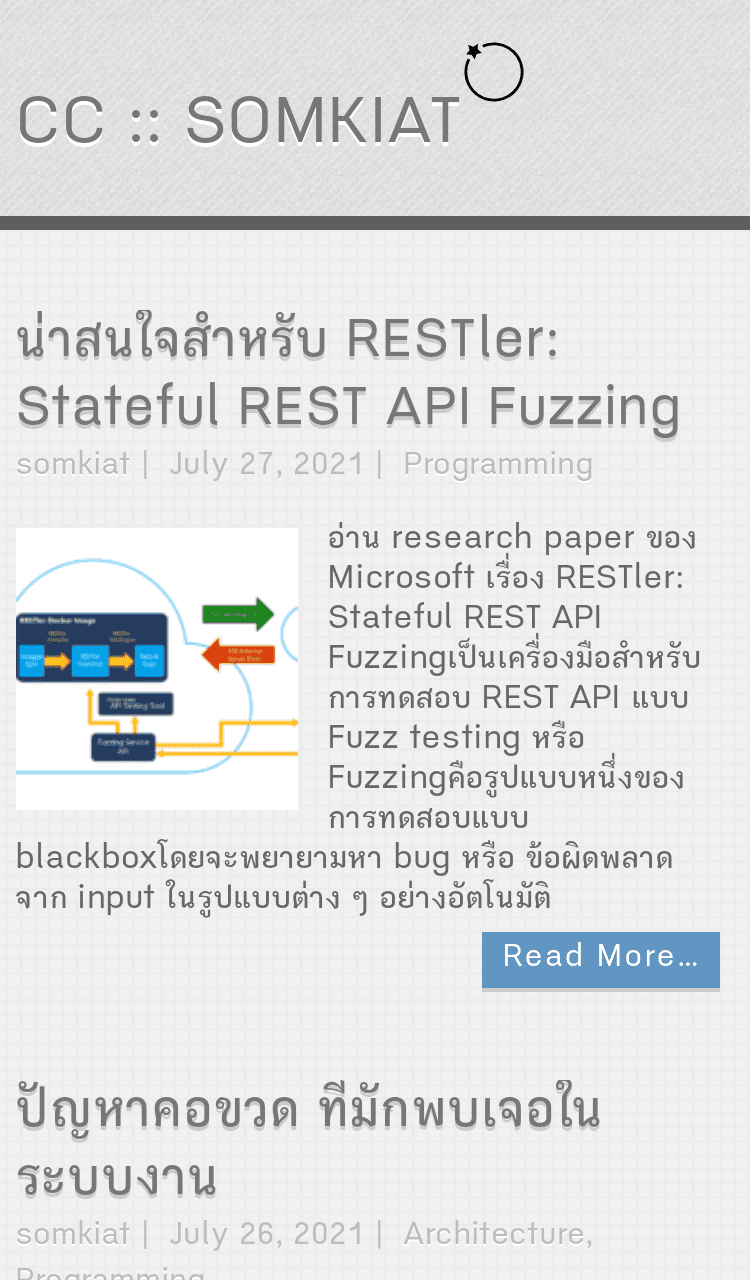 CC :: SOMKIAT
น่าสนใจสำหรับ RESTler:
Stateful REST API Fuzzing
somkiat | July 27, 2021 | Programming
อ่าน research paper ของ
Microsoft เรื่อง RESTler:
Stateful REST API
Fuzzingเป็นเครื่องมือสำหรับ
การทดสอบ REST API แบบ
Fuzz testing หรือ
Fuzzingคือรูปแบบหนึ่งของ
การทดสอบแบบ
blackboxโดยจะพยายามหา bug หรือ ข้อผิดพลาด
จาก input ในรูปแบบต่าง ๆ อย่างอัตโนมัติ
RESTler Docker Image
API Testing Tool
Fuzzing Service
API
Read More…
ปัญหาคอขวด ที่มักพบเจอใน
ระบบงาน
somkiat | July 26, 2021 | Architecture,
Programming